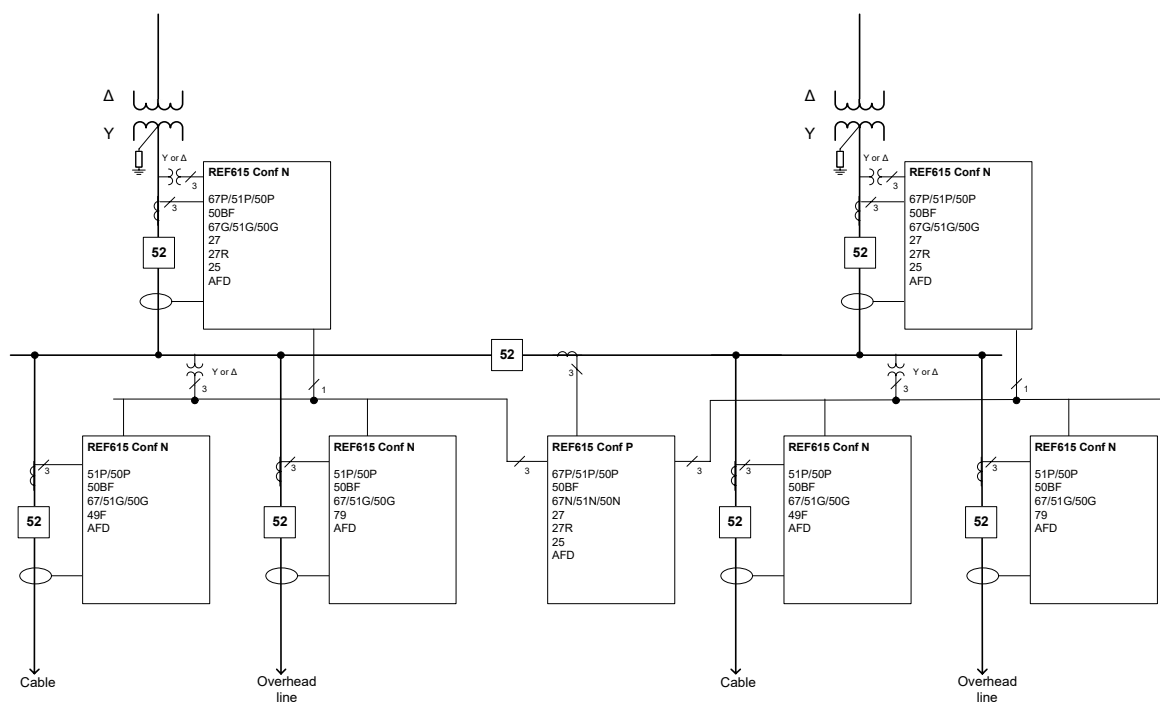 Δ
Y
Y or Δ
3
3
REF615 Conf N
67P/51P/50P
50BF
67G/51G/50G
27
27R
25
AFD
52
Δ
Y
Y or Δ
3
3
REF615 Conf N
67P/51P/50P
50BF
67G/51G/50G
27
27R
25
AFD
52
52
Y or Δ
3
1
3
Y or Δ
3
1
REF615 Conf N
51P/50P
50BF
67/51G/50G
49F
AFD
3
52
Cable
REF615 Conf N
51P/50P
50BF
67/51G/50G
79
AFD
3
52
Overhead
line
REF615 Conf P
67P/51P/50P
50BF
67N/51N/50N
27
27R
25
AFD
3
3
REF615 Conf N
51P/50P
50BF
67/51G/50G
49F
AFD
3
52
Cable
REF615 Conf N
51P/50P
50BF
67/51G/50G
79
AFD
3
52
Overhead
line